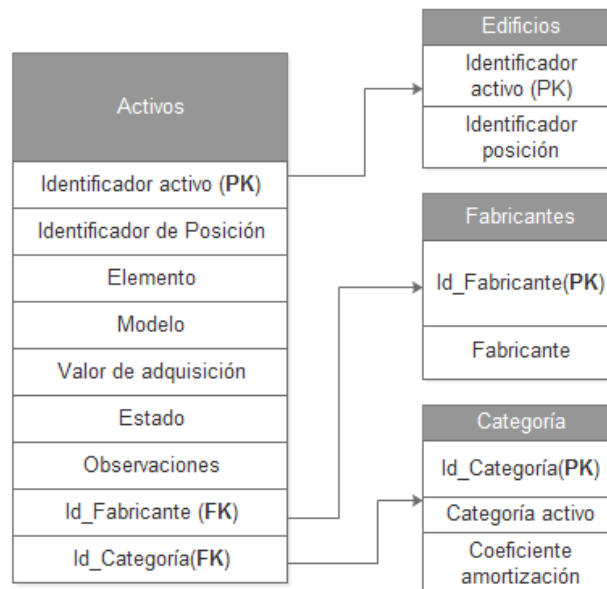 Activos
Identificador activo (PK)
Identificador de Posición
Elemento
Modelo
Valor de adquisición
Estado
Observaciones
Id_Fabricante (FK)
Id_Categoría(FK)
Edificios
Identificador
activo (PK)
Identificador
posición
Fabricantes
Id_Fabricante(PK)
Fabricante
Categoría
Id_Categoría(PK)
Categoría activo
Coeficiente
amortización